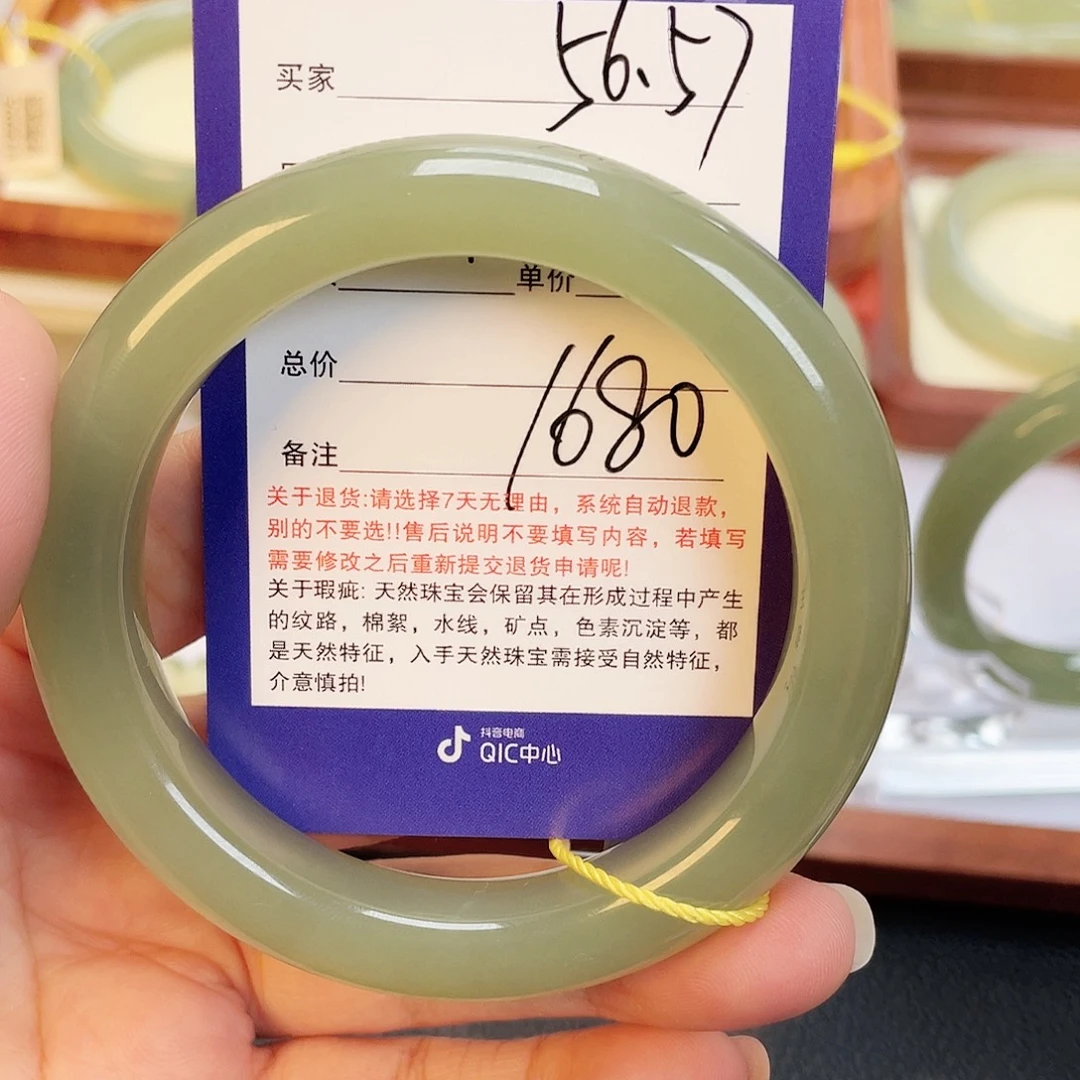 买家 56.57
单价
总价
1680
备注
关于退货:请选择7天无理由，系统自动退款，
别的不要选!!售后说明不要填写内容，若填写
需要修改之后重新提交退货申请呢!
关于瑕疵: 天然珠宝会保留其在形成过程中产生
的纹路，棉絮，水线，矿点，色素沉淀等，都
是天然特征，入手天然珠宝需接受自然特征，
介意慎拍!
抖音电商
QIC中心